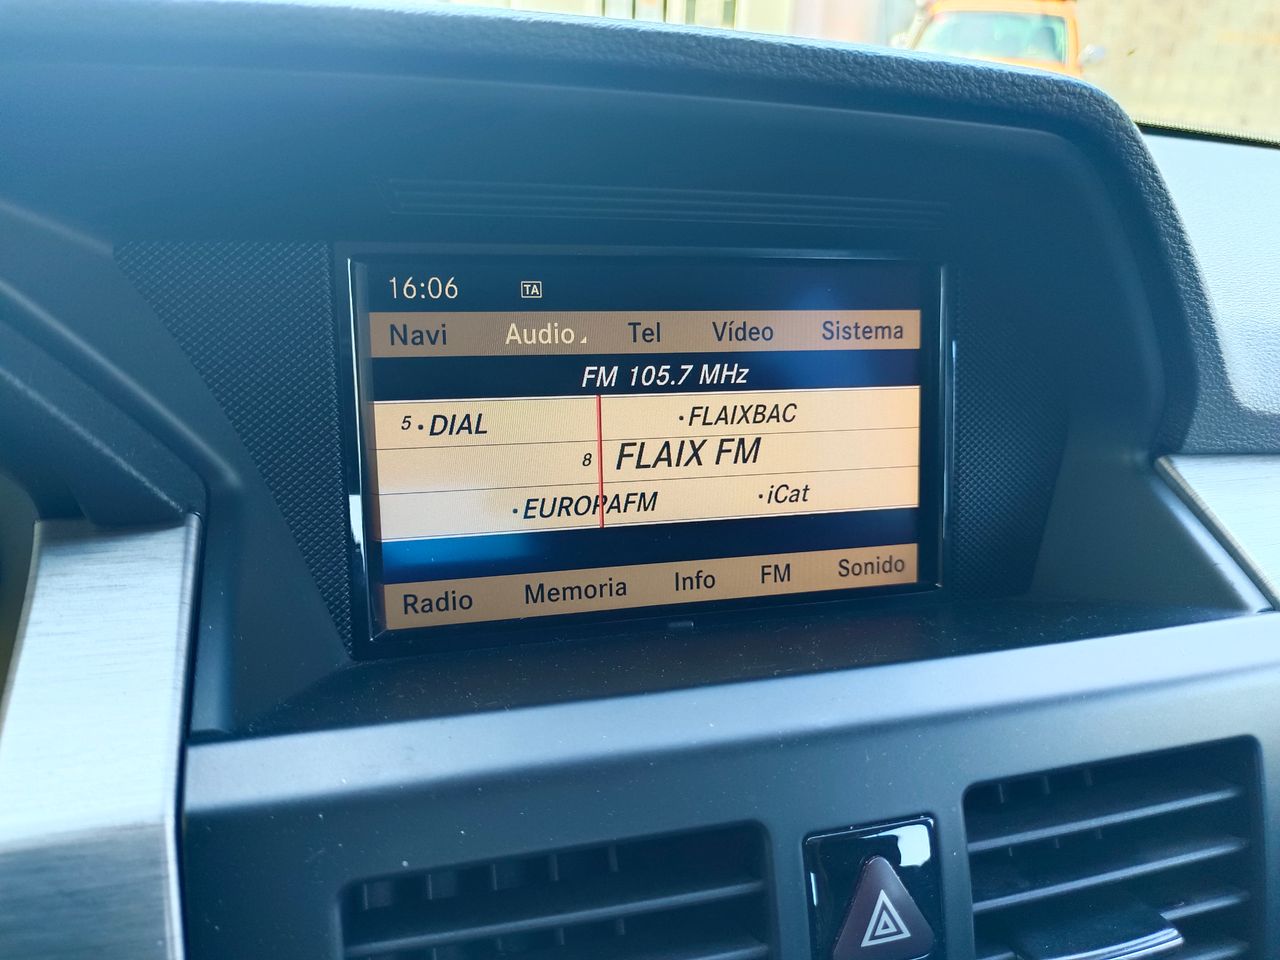 16:06 TA
Navi Audio Tel Vídeo Sistema
FM 105.7 MHz
5 · DIAL · FLAIXBAC
8 FLAIX FM
· EUROPAFM · iCat
Radio Memoria Info FM Sonido